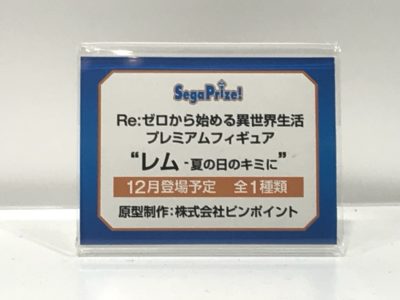 SegaPrize!
Re:ゼロから始める異世界生活
プレミアムフィギュア
“レム - 夏の日のキミに”
12月登場予定 全1種類
原型制作:株式会社ピンポイント